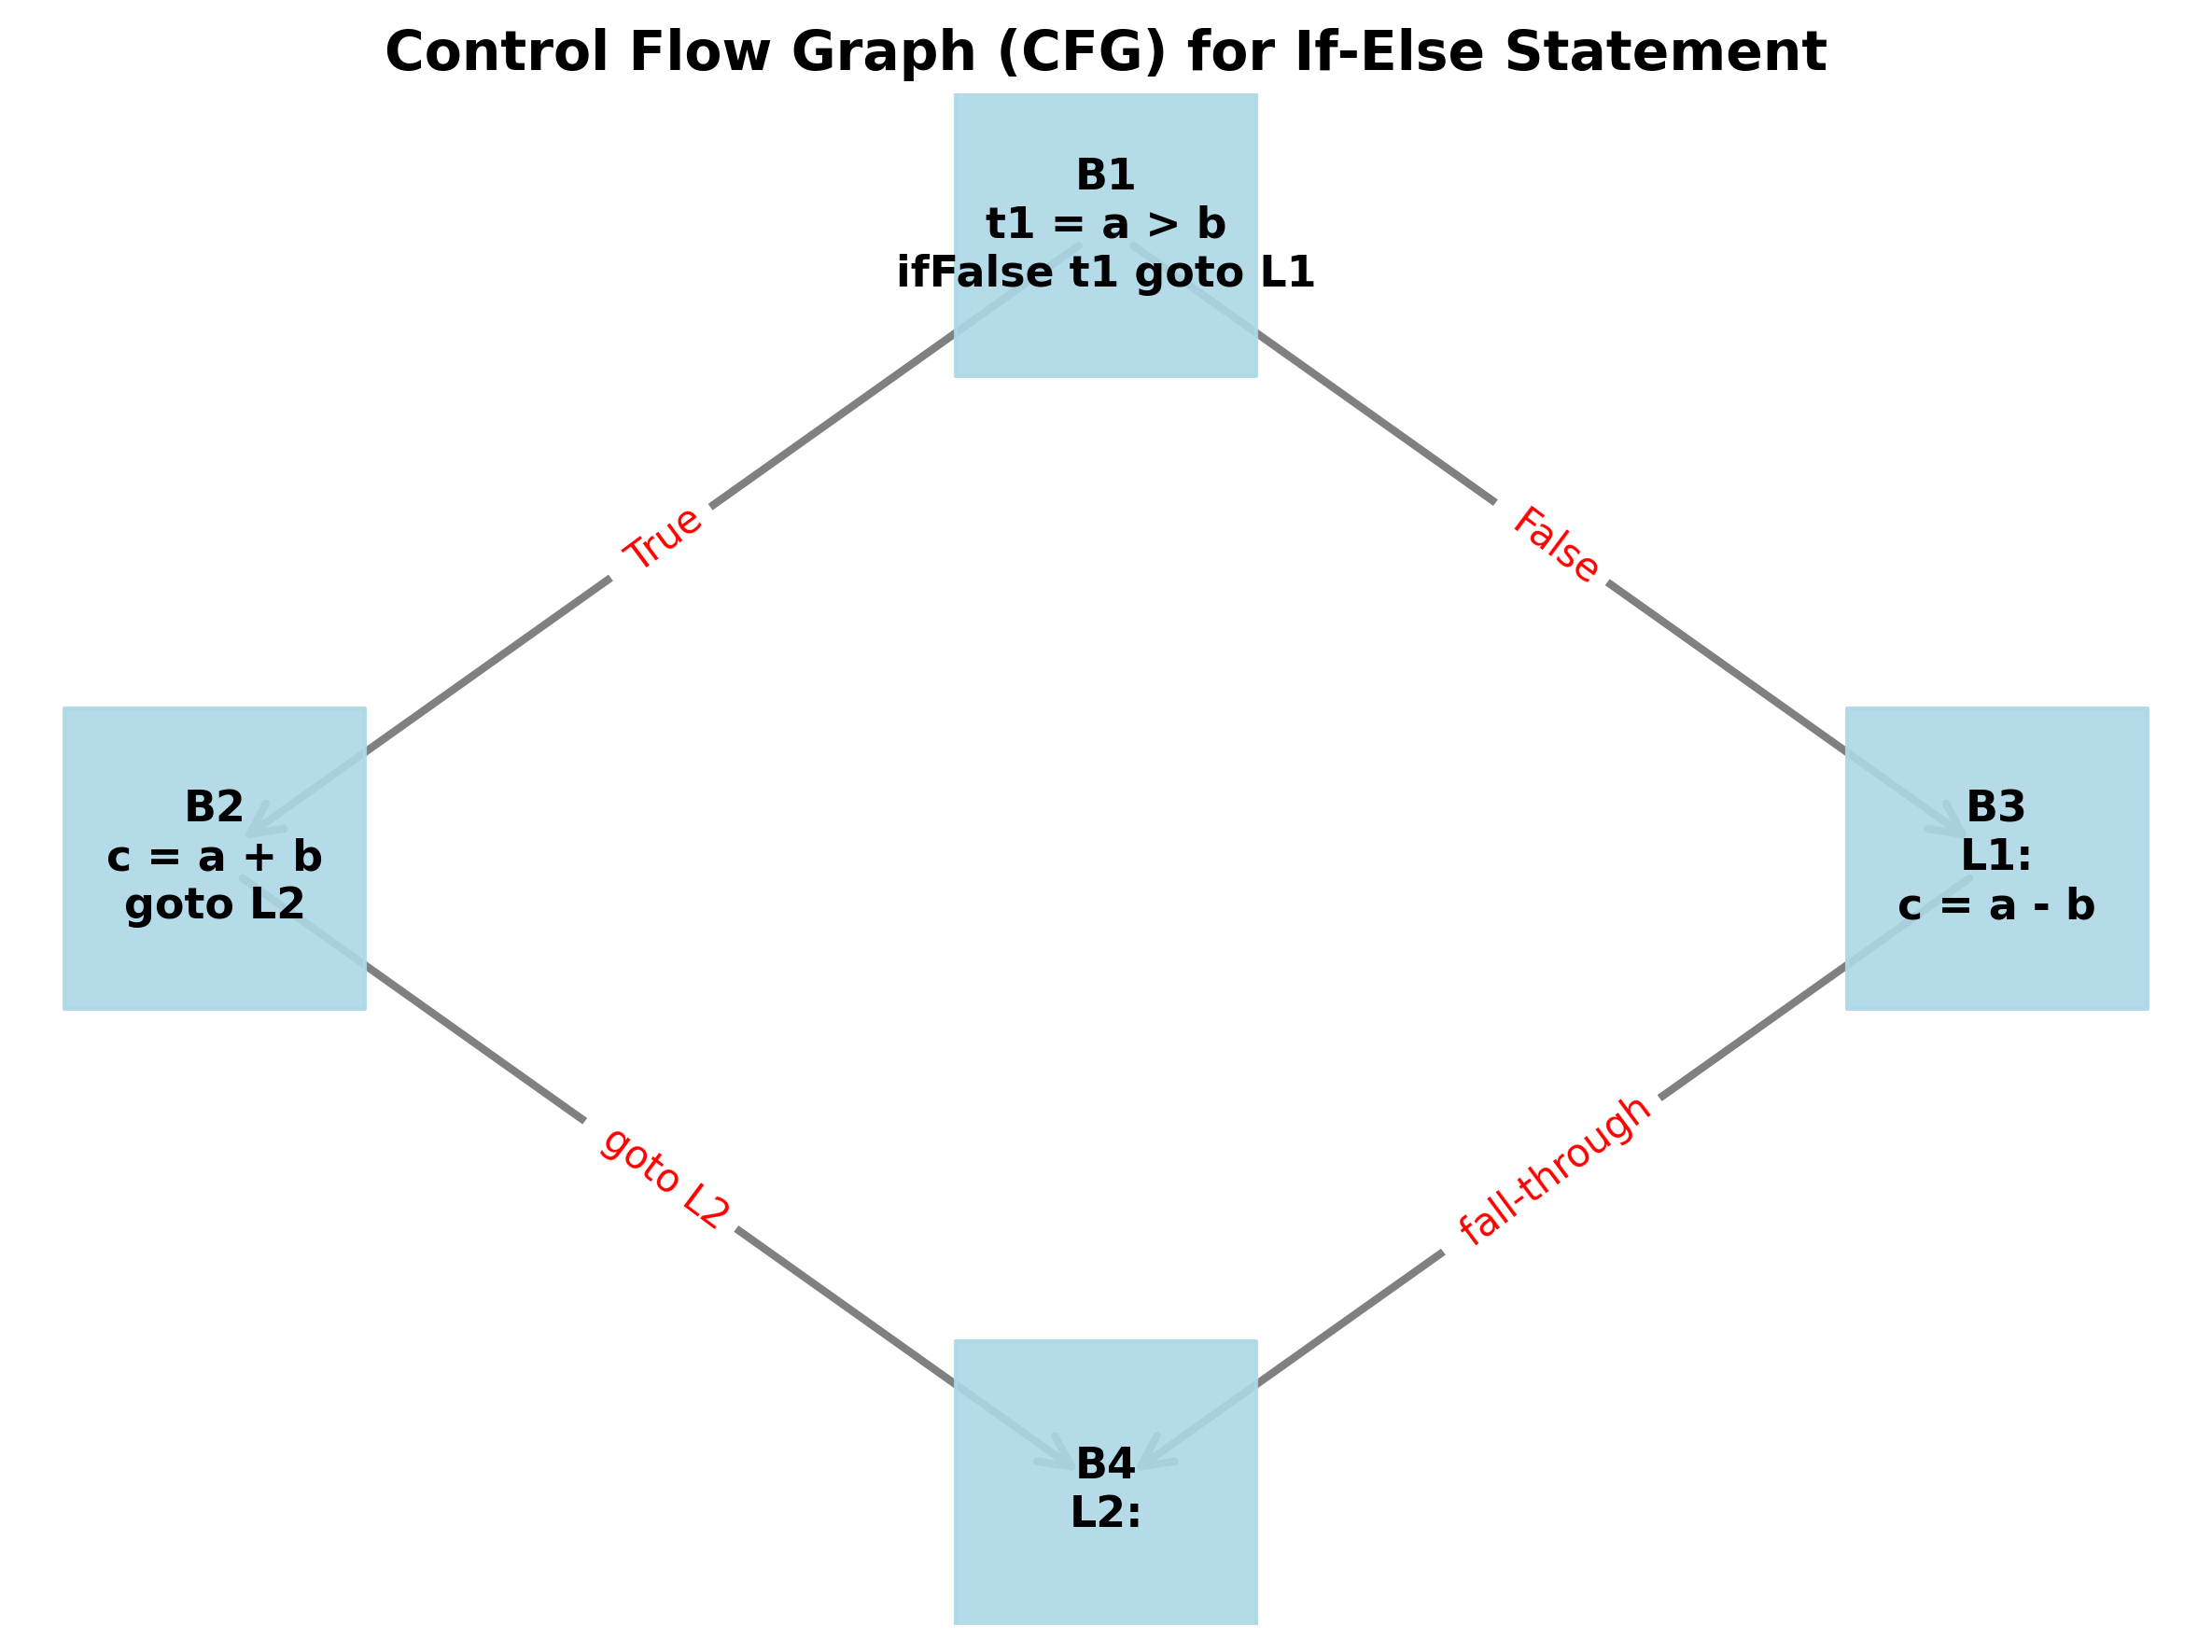 Control Flow Graph (CFG) for If-Else Statement
B1
t1 = a > b
ifFalse t1 goto L1
True
False
B2
c = a + b
goto L2
B3
L1:
c = a - b
goto L2
fall-through
B4
L2: